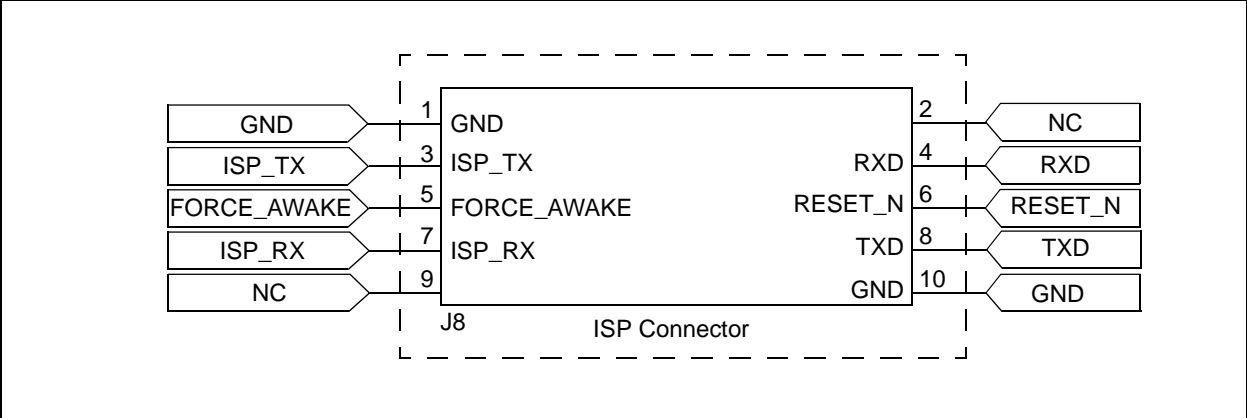 GND 1 GND 2 NC
ISP_TX 3 ISP_TX RXD 4 RXD
FORCE_AWAKE 5 FORCE_AWAKE RESET_N 6 RESET_N
ISP_RX 7 ISP_RX TXD 8 TXD
NC 9 GND 10 GND
J8 ISP Connector